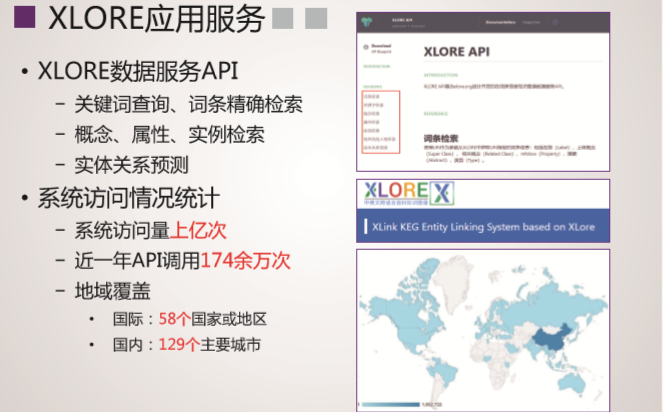 XLORE应用服务
• XLORE数据服务API
– 关键词查询、词条精确检索
– 概念、属性、实例检索
– 实体关系预测
• 系统访问情况统计
– 系统访问量上亿次
– 近一年API调用174余万次
– 地域覆盖
• 国际：58个国家或地区
• 国内：129个主要城市
XLORE API
XLORE API
INTRODUCTION
REFERENCE
词条检索
XLORE
XLink KEG Entity Linking System based on XLore